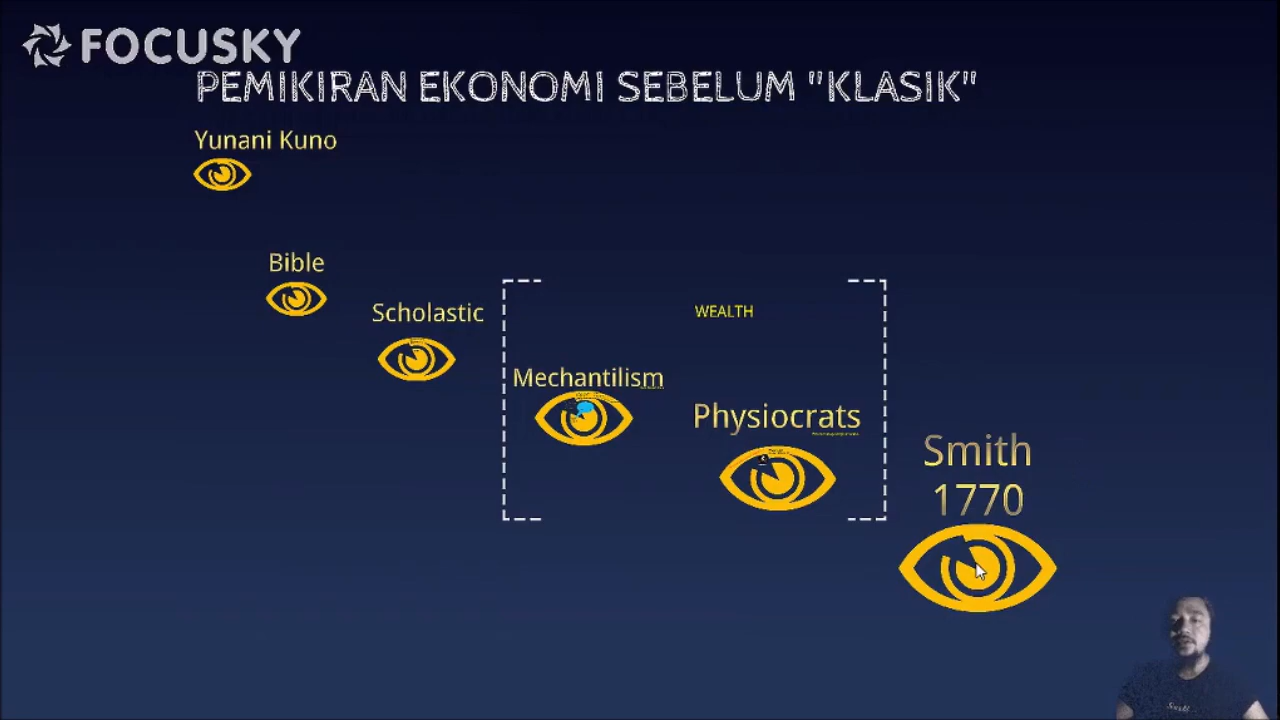 FOCUSKY
PEMIKIRAN EKONOMI SEBELUM "KLASIK"
Yunani Kuno
Bible
Scholastic
WEALTH
Mechantilism
Physiocrats
Smith
1770